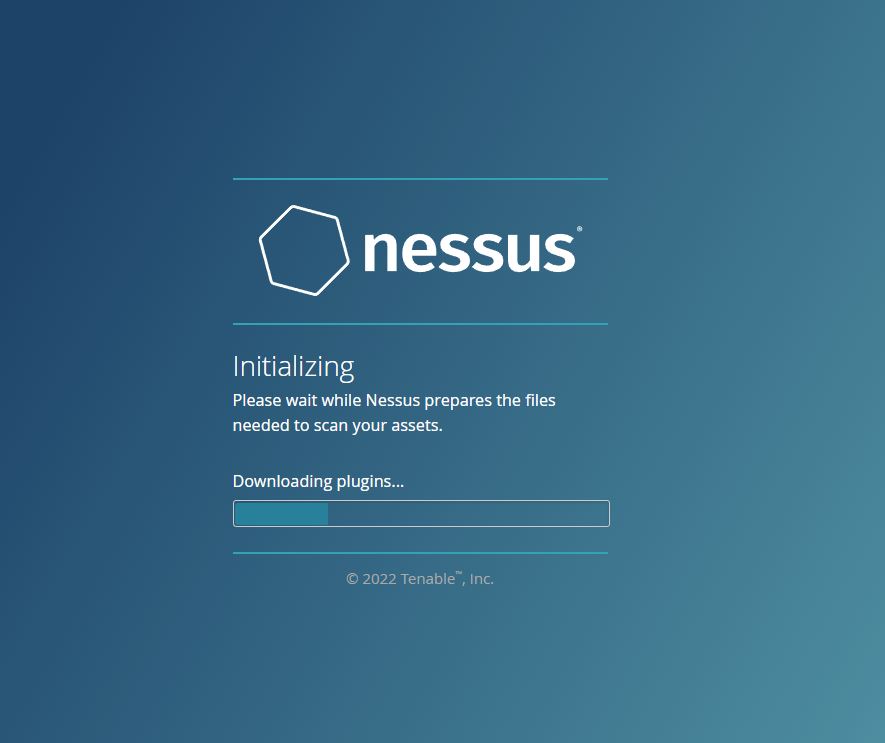 nessus®
Initializing
Please wait while Nessus prepares the files
needed to scan your assets.
Downloading plugins...
© 2022 Tenable™, Inc.